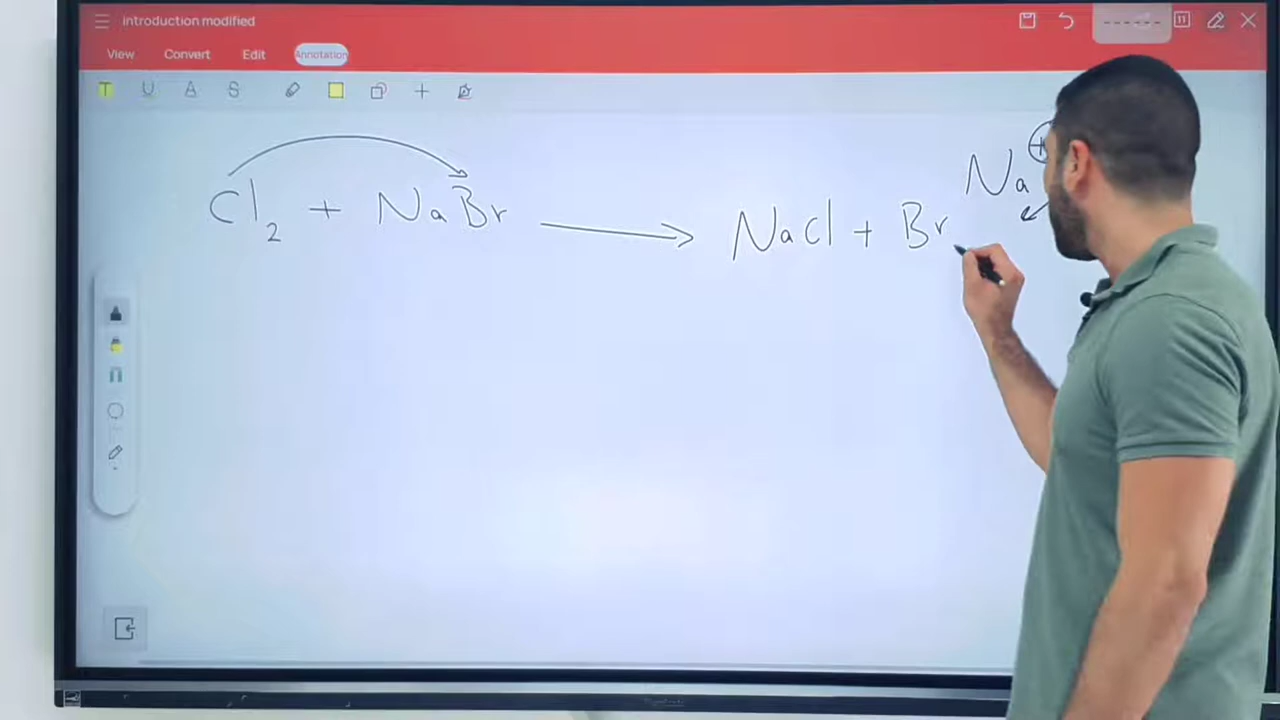 introduction modified
View Convert Edit Annotation
T U A S
Na +
Cl2 + NaBr → NaCl + Br